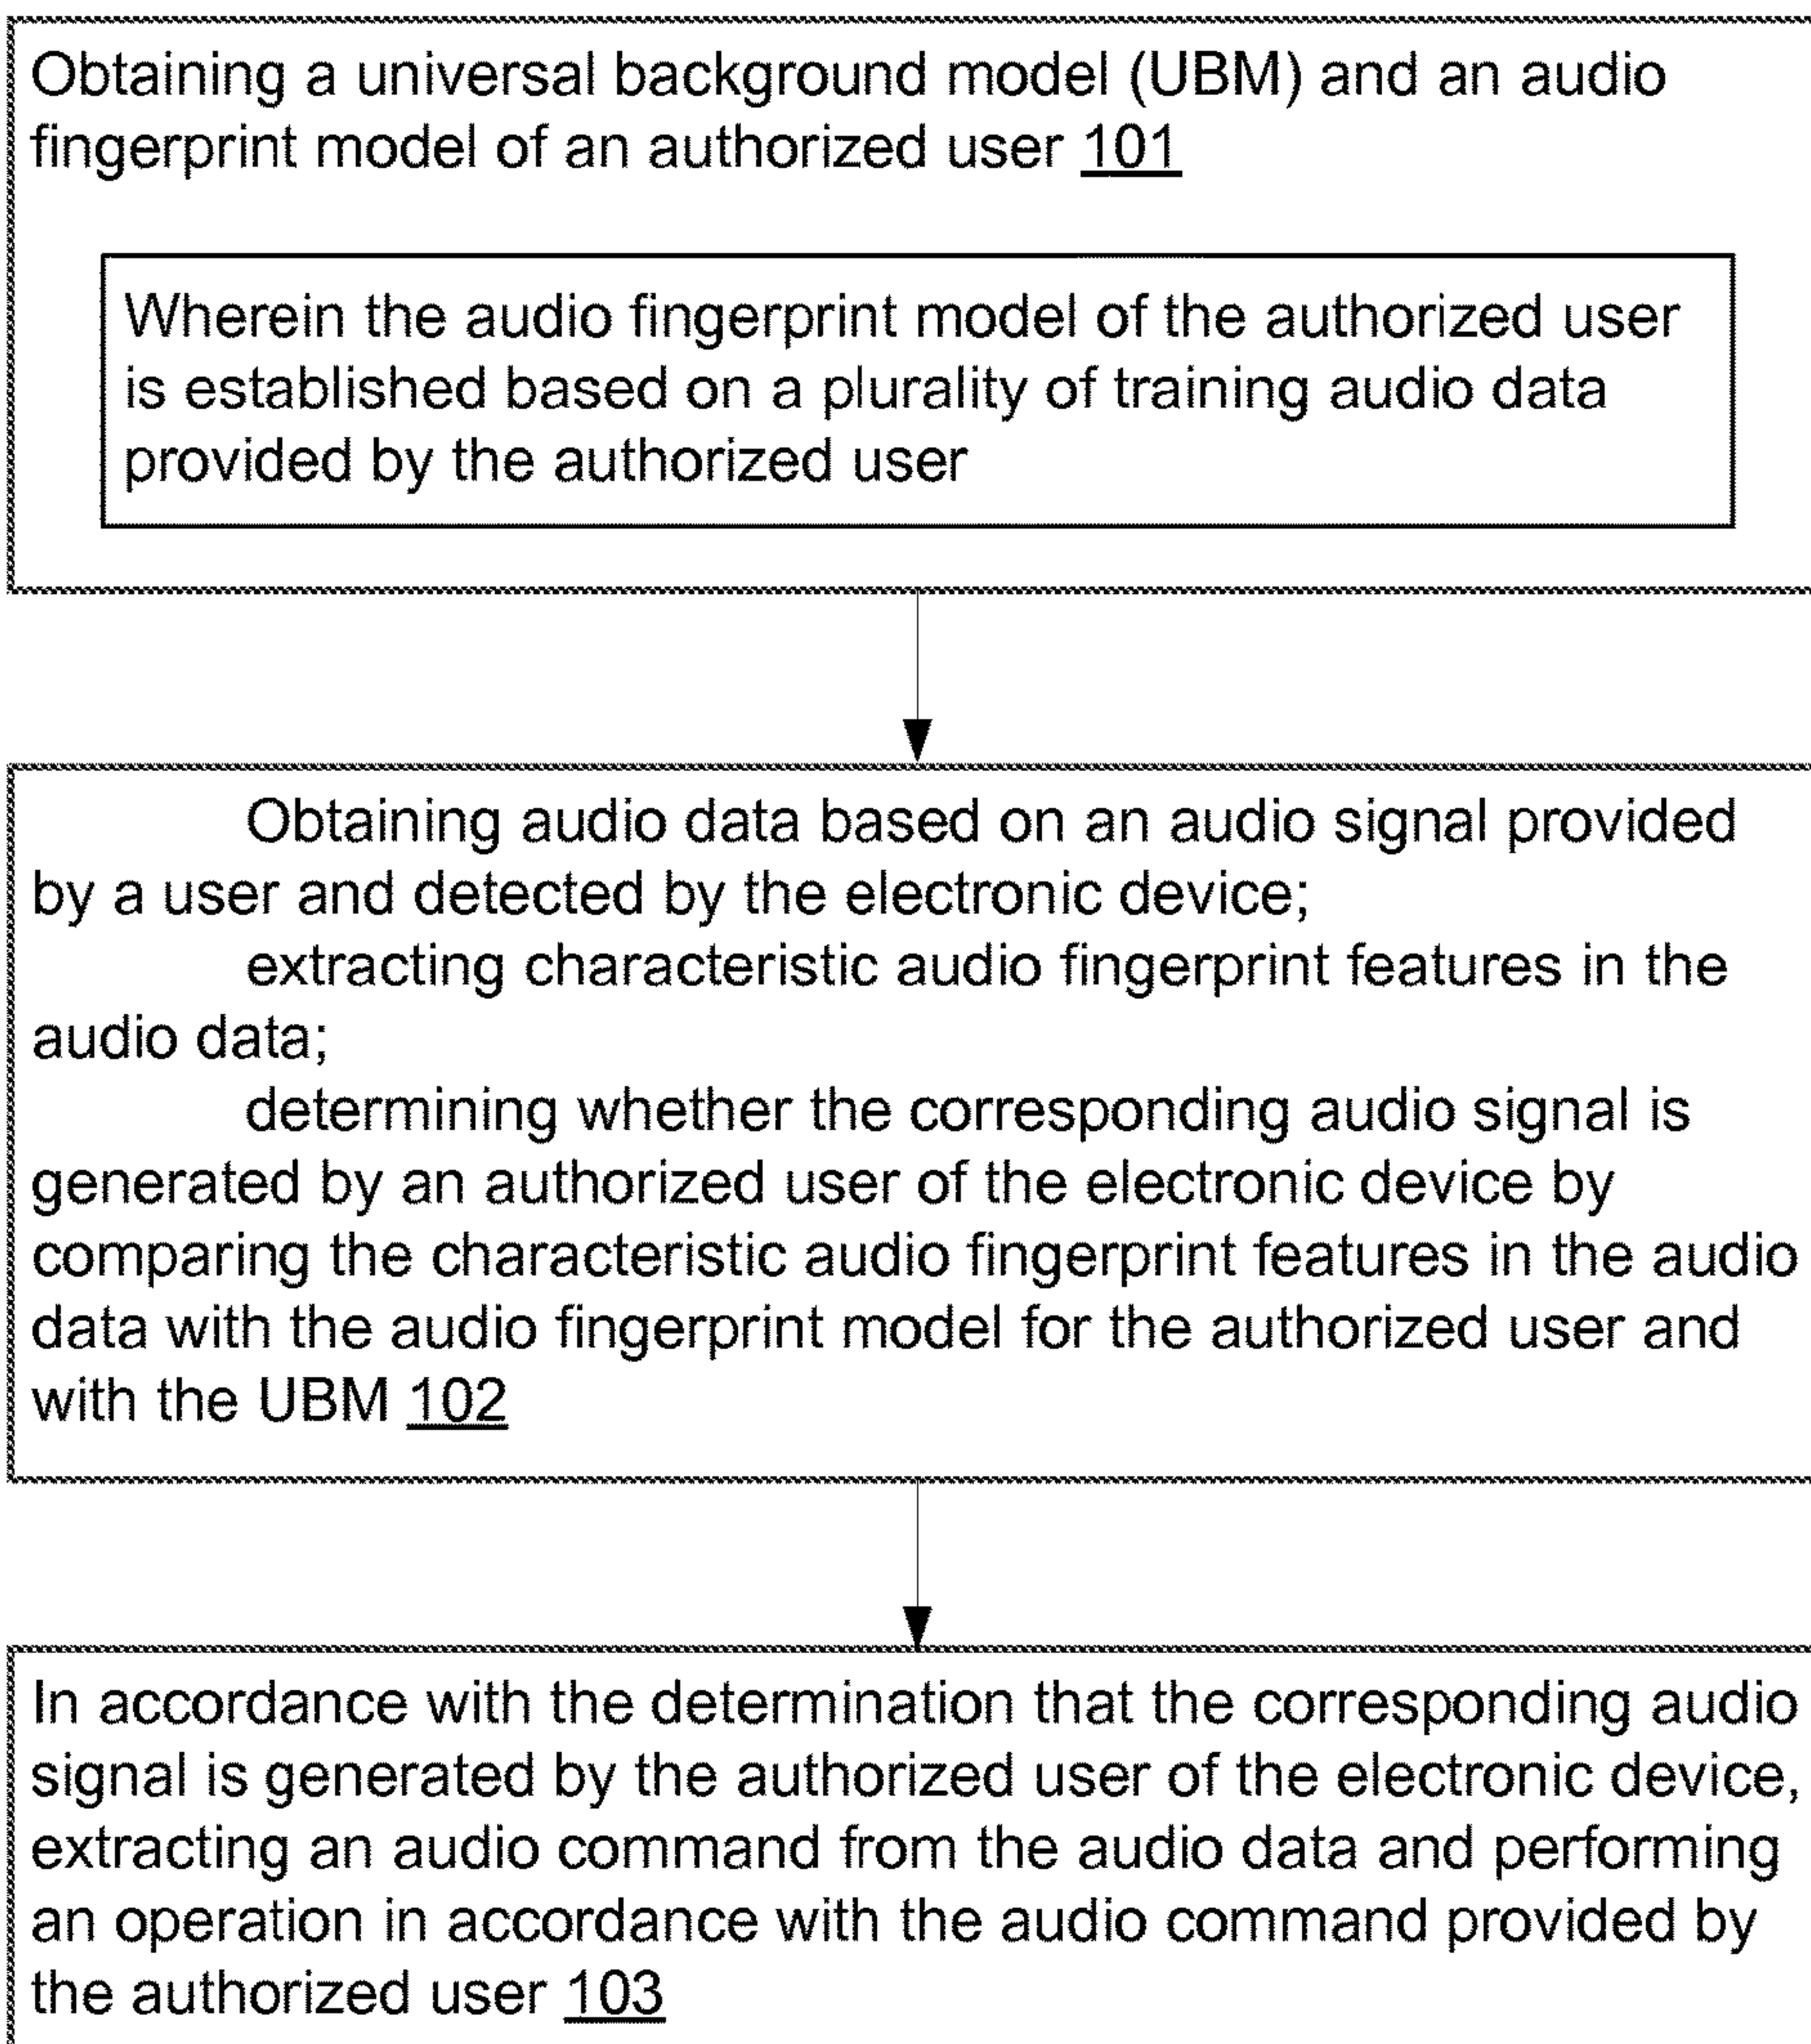 Obtaining a universal background model (UBM) and an audio
fingerprint model of an authorized user 101
Wherein the audio fingerprint model of the authorized user
is established based on a plurality of training audio data
provided by the authorized user
Obtaining audio data based on an audio signal provided
by a user and detected by the electronic device;
extracting characteristic audio fingerprint features in the
audio data;
determining whether the corresponding audio signal is
generated by an authorized user of the electronic device by
comparing the characteristic audio fingerprint features in the audio
data with the audio fingerprint model for the authorized user and
with the UBM 102
In accordance with the determination that the corresponding audio
signal is generated by the authorized user of the electronic device,
extracting an audio command from the audio data and performing
an operation in accordance with the audio command provided by
the authorized user 103